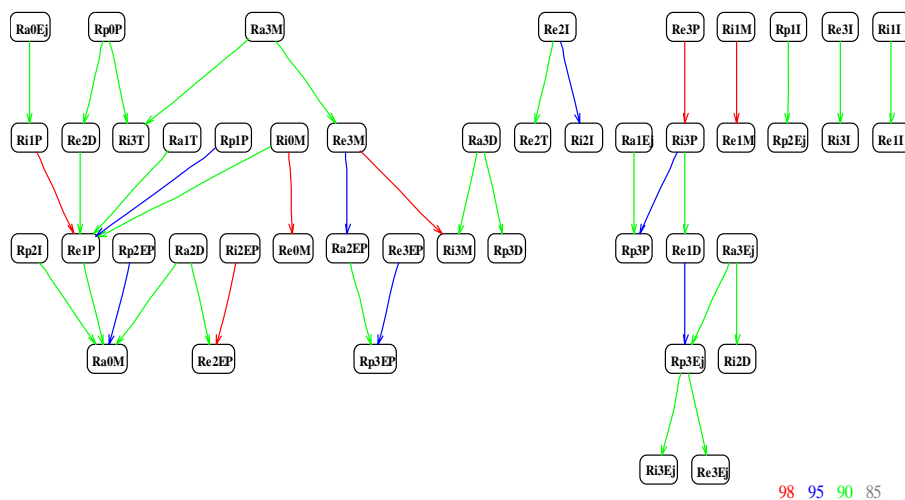 Ra0Ej Rp0P Ra3M Re2I Re3P Ri1M Rp1I Re3I Ri1I
Ri1P Re2D Ri3T Ra1T Rp1P Ri0M Re3M Ra3D Re2T Ri2I Ra1Ej Ri3P Re1M Rp2Ej Ri3I Re1I
Rp2I Re1P Rp2EP Ra2D Ri2EP Re0M Ra2EP Re3EP Ri3M Rp3D Rp3P Re1D Ra3Ej
Ra0M Re2EP Rp3EP Rp3Ej Ri2D
Ri3Ej Re3Ej
98 95 90 85